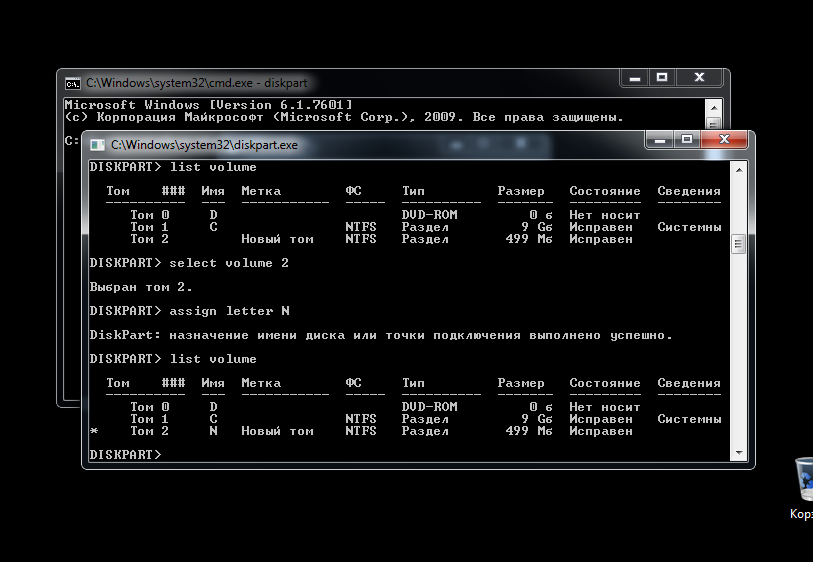 C:\Windows\system32\cmd.exe - diskpart
Microsoft Windows [Version 6.1.7601]
(c) Корпорация Майкрософт (Microsoft Corp.), 2009. Все права защищены.
C:
C:\Windows\system32\diskpart.exe
DISKPART> list volume
Том ### Имя Метка ФС Тип Размер Состояние Сведения
Том 0 D DVD-ROM 0 б Нет носит
Том 1 C NTFS Раздел 9 Gб Исправен Системны
Том 2 Новый том NTFS Раздел 499 Mб Исправен
DISKPART> select volume 2
Выбран том 2.
DISKPART> assign letter N
DiskPart: назначение имени диска или точки подключения выполнено успешно.
DISKPART> list volume
Том ### Имя Метка ФС Тип Размер Состояние Сведения
Том 0 D DVD-ROM 0 б Нет носит
Том 1 C NTFS Раздел 9 Gб Исправен Системны
* Том 2 N Новый том NTFS Раздел 499 Mб Исправен
DISKPART>
Корз